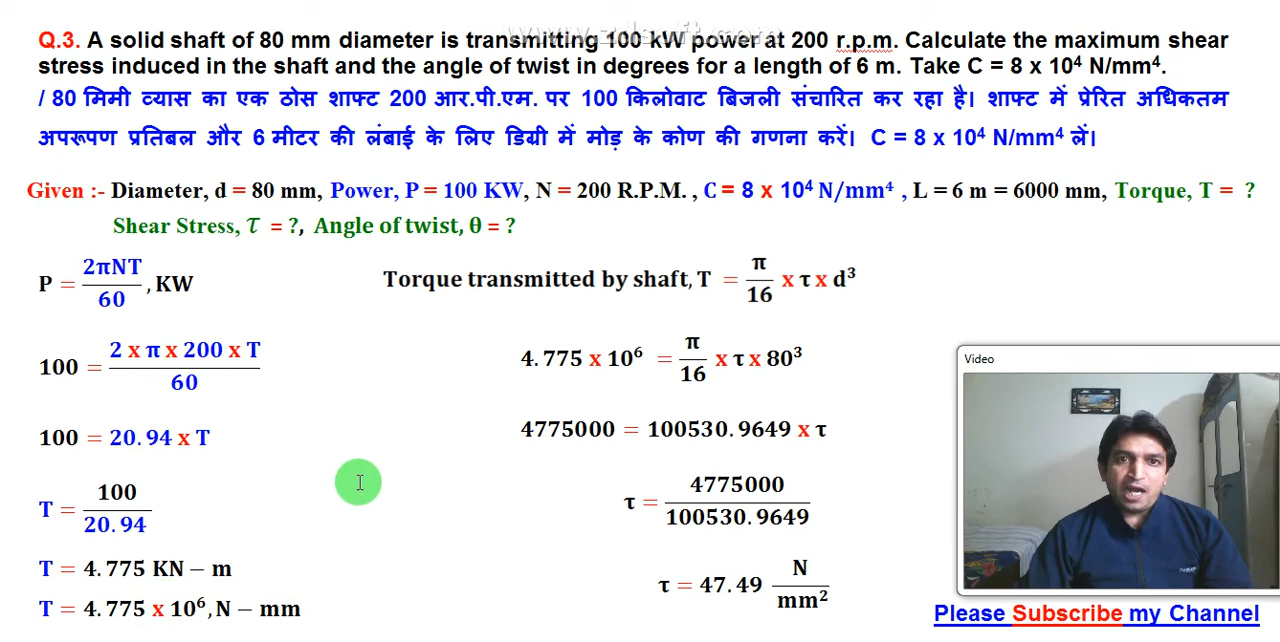 Q.3. A solid shaft of 80 mm diameter is transmitting 100 kW power at 200 r.p.m. Calculate the maximum shear
stress induced in the shaft and the angle of twist in degrees for a length of 6 m. Take C = 8 x 10⁴ N/mm⁴.
/ 80 मिमी व्यास का एक ठोस शाफ्ट 200 आर.पी.एम. पर 100 किलोवाट बिजली संचारित कर रहा है। शाफ्ट में प्रेरित अधिकतम
अपरूपण प्रतिबल और 6 मीटर की लंबाई के लिए डिग्री में मोड़ के कोण की गणना करें। C = 8 x 10⁴ N/mm⁴ लें।
Given :- Diameter, d = 80 mm, Power, P = 100 KW, N = 200 R.P.M. , C = 8 x 10⁴ N/mm⁴ , L = 6 m = 6000 mm, Torque, T = ?
Shear Stress, τ = ?, Angle of twist, θ = ?
P = 2πNT / 60 , KW
100 = 2 x π x 200 x T / 60
100 = 20.94 x T
T = 100 / 20.94
T = 4.775 KN – m
T = 4.775 x 10⁶, N – mm
Torque transmitted by shaft, T = π / 16 x τ x d³
4.775 x 10⁶ = π / 16 x τ x 80³
4775000 = 100530.9649 x τ
τ = 4775000 / 100530.9649
τ = 47.49 N / mm²
Video
Please Subscribe my Channel